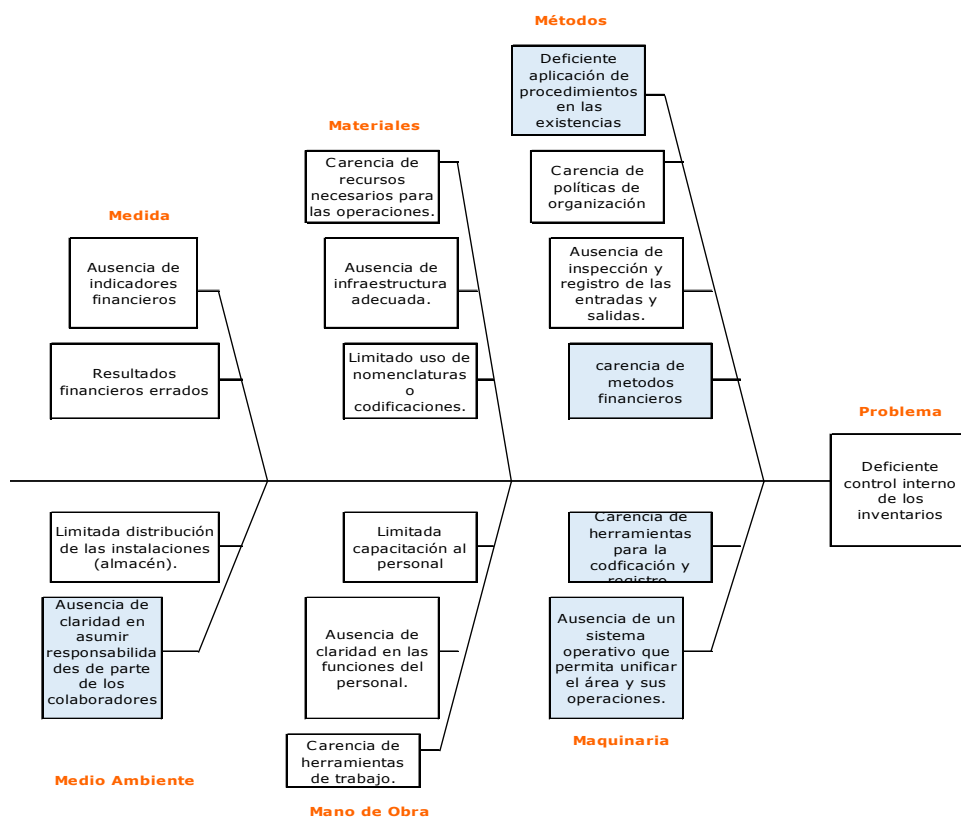 Métodos
Deficiente
aplicación de
procedimientos
en las
existencias
Carencia de
políticas de
organización
Ausencia de
inspección y
registro de las
entradas y
salidas.
carencia de
metodos
financieros
Materiales
Carencia de
recursos
necesarios para
las operaciones.
Ausencia de
infraestructura
adecuada.
Limitado uso de
nomenclaturas
o
codificaciones.
Medida
Ausencia de
indicadores
financieros
Resultados
financieros errados
Problema
Deficiente
control interno
de los
inventarios
Limitada distribución
de las instalaciones
(almacén).
Ausencia de
claridad en
asumir
responsabilida
des de parte
de los
colaboradores
Medio Ambiente
Limitada
capacitación al
personal
Ausencia de
claridad en las
funciones del
personal.
Carencia de
herramientas
de trabajo.
Mano de Obra
Carencia de
herramientas
para la
codficación y
registro
Ausencia de un
sistema
operativo que
permita unificar
el área y sus
operaciones.
Maquinaria